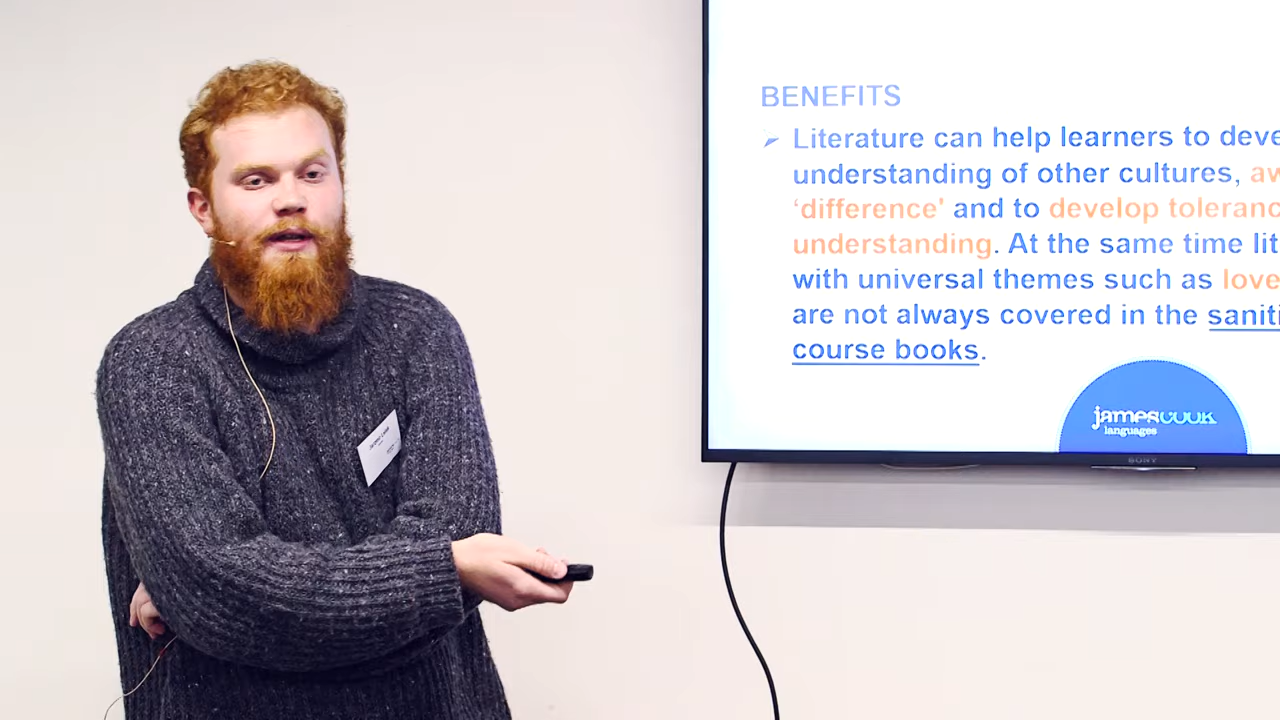 BENEFITS
Literature can help learners to deve
understanding of other cultures, aw
‘difference' and to develop toleranc
understanding. At the same time lit
with universal themes such as love
are not always covered in the saniti
course books.
jamescook
languages
SONY